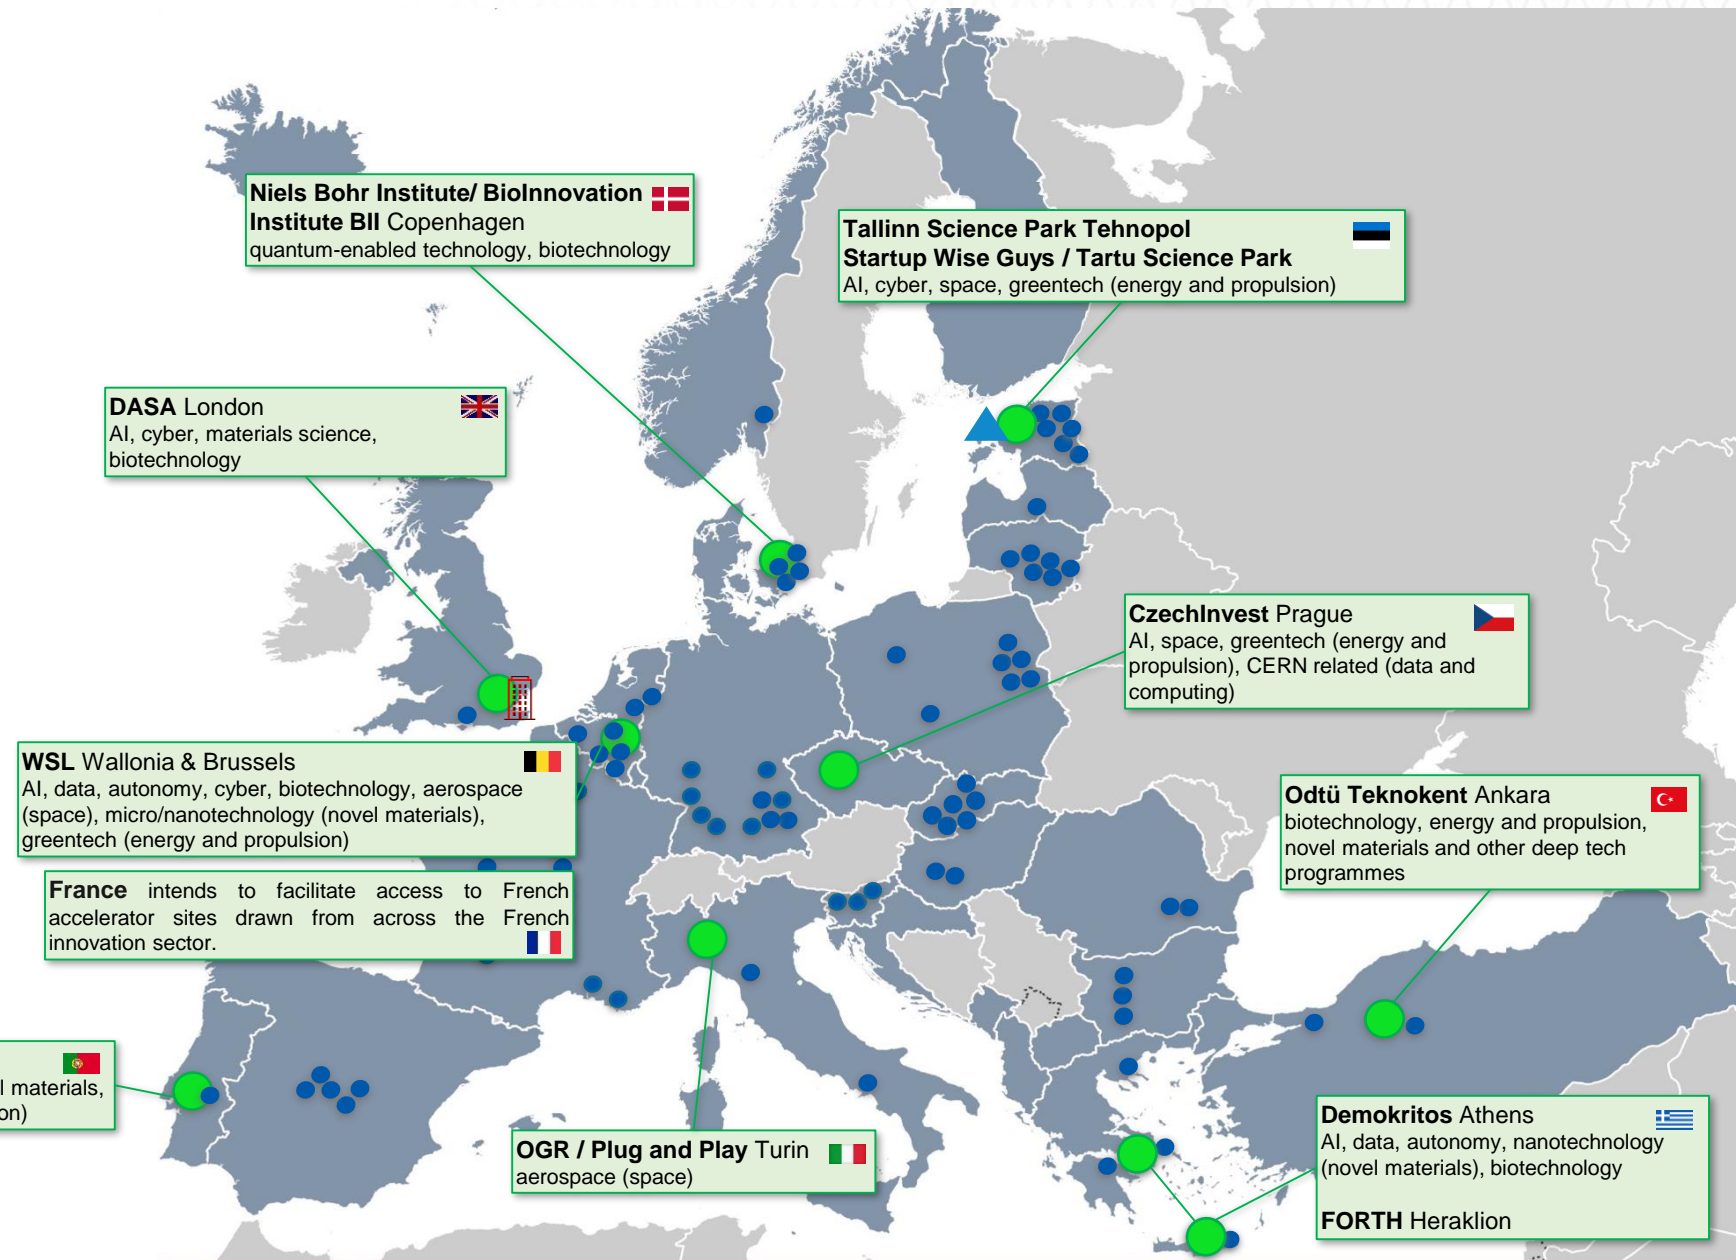 Niels Bohr Institute/ BioInnovation
Institute BII Copenhagen
quantum-enabled technology, biotechnology
Tallinn Science Park Tehnopol
Startup Wise Guys / Tartu Science Park
AI, cyber, space, greentech (energy and propulsion)
DASA London
AI, cyber, materials science,
biotechnology
CzechInvest Prague
AI, space, greentech (energy and
propulsion), CERN related (data and
computing)
WSL Wallonia & Brussels
AI, data, autonomy, cyber, biotechnology, aerospace
(space), micro/nanotechnology (novel materials),
greentech (energy and propulsion)
Odtü Teknokent Ankara
biotechnology, energy and propulsion,
novel materials and other deep tech
programmes
France intends to facilitate access to French
accelerator sites drawn from across the French
innovation sector.
materials,
OGR / Plug and Play Turin
aerospace (space)
Demokritos Athens
AI, data, autonomy, nanotechnology
(novel materials), biotechnology
FORTH Heraklion